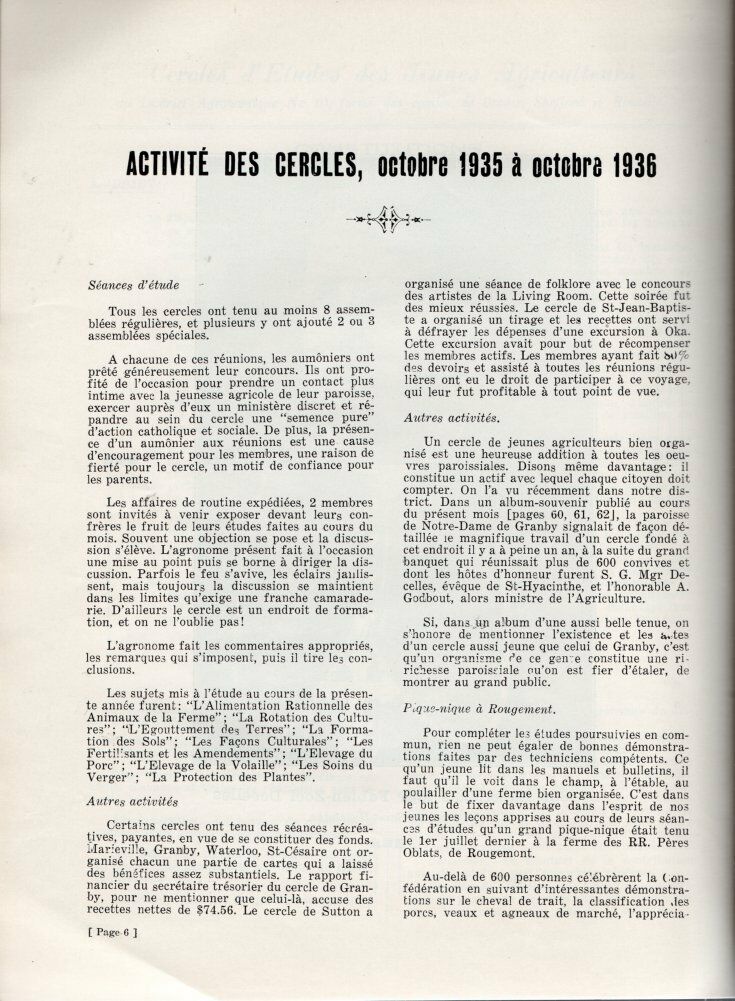 ACTIVITÉ DES CERCLES, octobre 1935 à octobre 1936
Séances d'étude
Tous les cercles ont tenu au moins 8 assem-
blées régulières, et plusieurs y ont ajouté 2 ou 3
assemblées spéciales.
A chacune de ces réunions, les aumôniers ont
prêté généreusement leur concours. Ils ont pro-
fité de l'occasion pour prendre un contact plus
intime avec la jeunesse agricole de leur paroisse,
exercer auprès d'eux un ministère discret et ré-
pandre au sein du cercle une "semence pure"
d'action catholique et sociale. De plus, la présen-
ce d'un aumônier aux réunions est une cause
d'encouragement pour les membres, une raison de
fierté pour le cercle, un motif de confiance pour
les parents.
Les affaires de routine expédiées, 2 membres
sont invités à venir exposer devant leurs con-
frères le fruit de leurs études faites au cours du
mois. Souvent une objection se pose et la discus-
sion s'élève. L'agronome présent fait à l'occasion
une mise au point puis se borne à diriger la dis-
cussion. Parfois le feu s'avive, les éclairs jaillis-
sent, mais toujours la discussion se maintient
dans les limites qu'exige une franche camarade-
rie. D'ailleurs le cercle est un endroit de forma-
tion, et on ne l'oublie pas!
L'agronome fait les commentaires appropriés,
les remarques qui s'imposent, puis il tire les con-
clusions.
Les sujets mis à l'étude au cours de la présen-
te année furent: "L'Alimentation Rationnelle des
Animaux de la Ferme"; "La Rotation des Cultu-
res"; "L'Egouttement des Terres"; "La Forma-
tion des Sols"; "Les Façons Culturales"; "Les
Fertilisants et les Amendements"; "L'Elevage du
Porc"; "L'Elevage de la Volaille"; "Les Soins du
Verger"; "La Protection des Plantes".
Autres activités
Certains cercles ont tenu des séances récréa-
tives, payantes, en vue de se constituer des fonds.
Marieville, Granby, Waterloo, St-Césaire ont or-
ganisé chacun une partie de cartes qui a laissé
des bénéfices assez substantiels. Le rapport fi-
nancier du secrétaire trésorier du cercle de Gran-
by, pour ne mentionner que celui-là, accuse des
recettes nettes de $74.56. Le cercle de Sutton a
[ Page 6 ]
organisé une séance de folklore avec le concours
des artistes de la Living Room. Cette soirée fut
des mieux réussies. Le cercle de St-Jean-Baptis-
te a organisé un tirage et les recettes ont servi
à défrayer les dépenses d'une excursion à Oka.
Cette excursion avait pour but de récompenser
les membres actifs. Les membres ayant fait 80%
des devoirs et assisté à toutes les réunions régu-
lières ont eu le droit de participer à ce voyage,
qui leur fut profitable à tout point de vue.
Autres activités.
Un cercle de jeunes agriculteurs bien orga-
nisé est une heureuse addition à toutes les oeu-
vres paroissiales. Disons même davantage: il
constitue un actif avec lequel chaque citoyen doit
compter. On l'a vu récemment dans notre dis-
trict. Dans un album-souvenir publié au cours
du présent mois [pages 60, 61, 62], la paroisse
de Notre-Dame de Granby signalait de façon dé-
taillée le magnifique travail d'un cercle fondé à
cet endroit il y a à peine un an, à la suite du grand
banquet qui réunissait plus de 600 convives et
dont les hôtes d'honneur furent S. G. Mgr De-
celles, évêque de St-Hyacinthe, et l'honorable A.
Godbout, alors ministre de l'Agriculture.
Si, dans un album d'une aussi belle tenue, on
s'honore de mentionner l'existence et les actes
d'un cercle aussi jeune que celui de Granby, c'est
qu'un organisme de ce genre constitue une ri-
richesse paroissiale qu'on est fier d'étaler, de
montrer au grand public.
Pique-nique à Rougemont.
Pour compléter les études poursuivies en com-
mun, rien ne peut égaler de bonnes démonstra-
tions faites par des techniciens compétents. Ce
qu'un jeune lit dans les manuels et bulletins, il
faut qu'il le voit dans le champ, à l'étable, au
poulailler d'une ferme bien organisée. C'est dans
le but de fixer davantage dans l'esprit de nos
jeunes les leçons apprises au cours de leurs séan-
ces d'études qu'un grand pique-nique était tenu
le 1er juillet dernier à la ferme des RR. Pères
Oblats, de Rougemont.
Au-delà de 600 personnes célébrèrent la Con-
fédération en suivant d'intéressantes démonstra-
tions sur le cheval de trait, la classification des
porcs, veaux et agneaux de marché, l'apprécia-